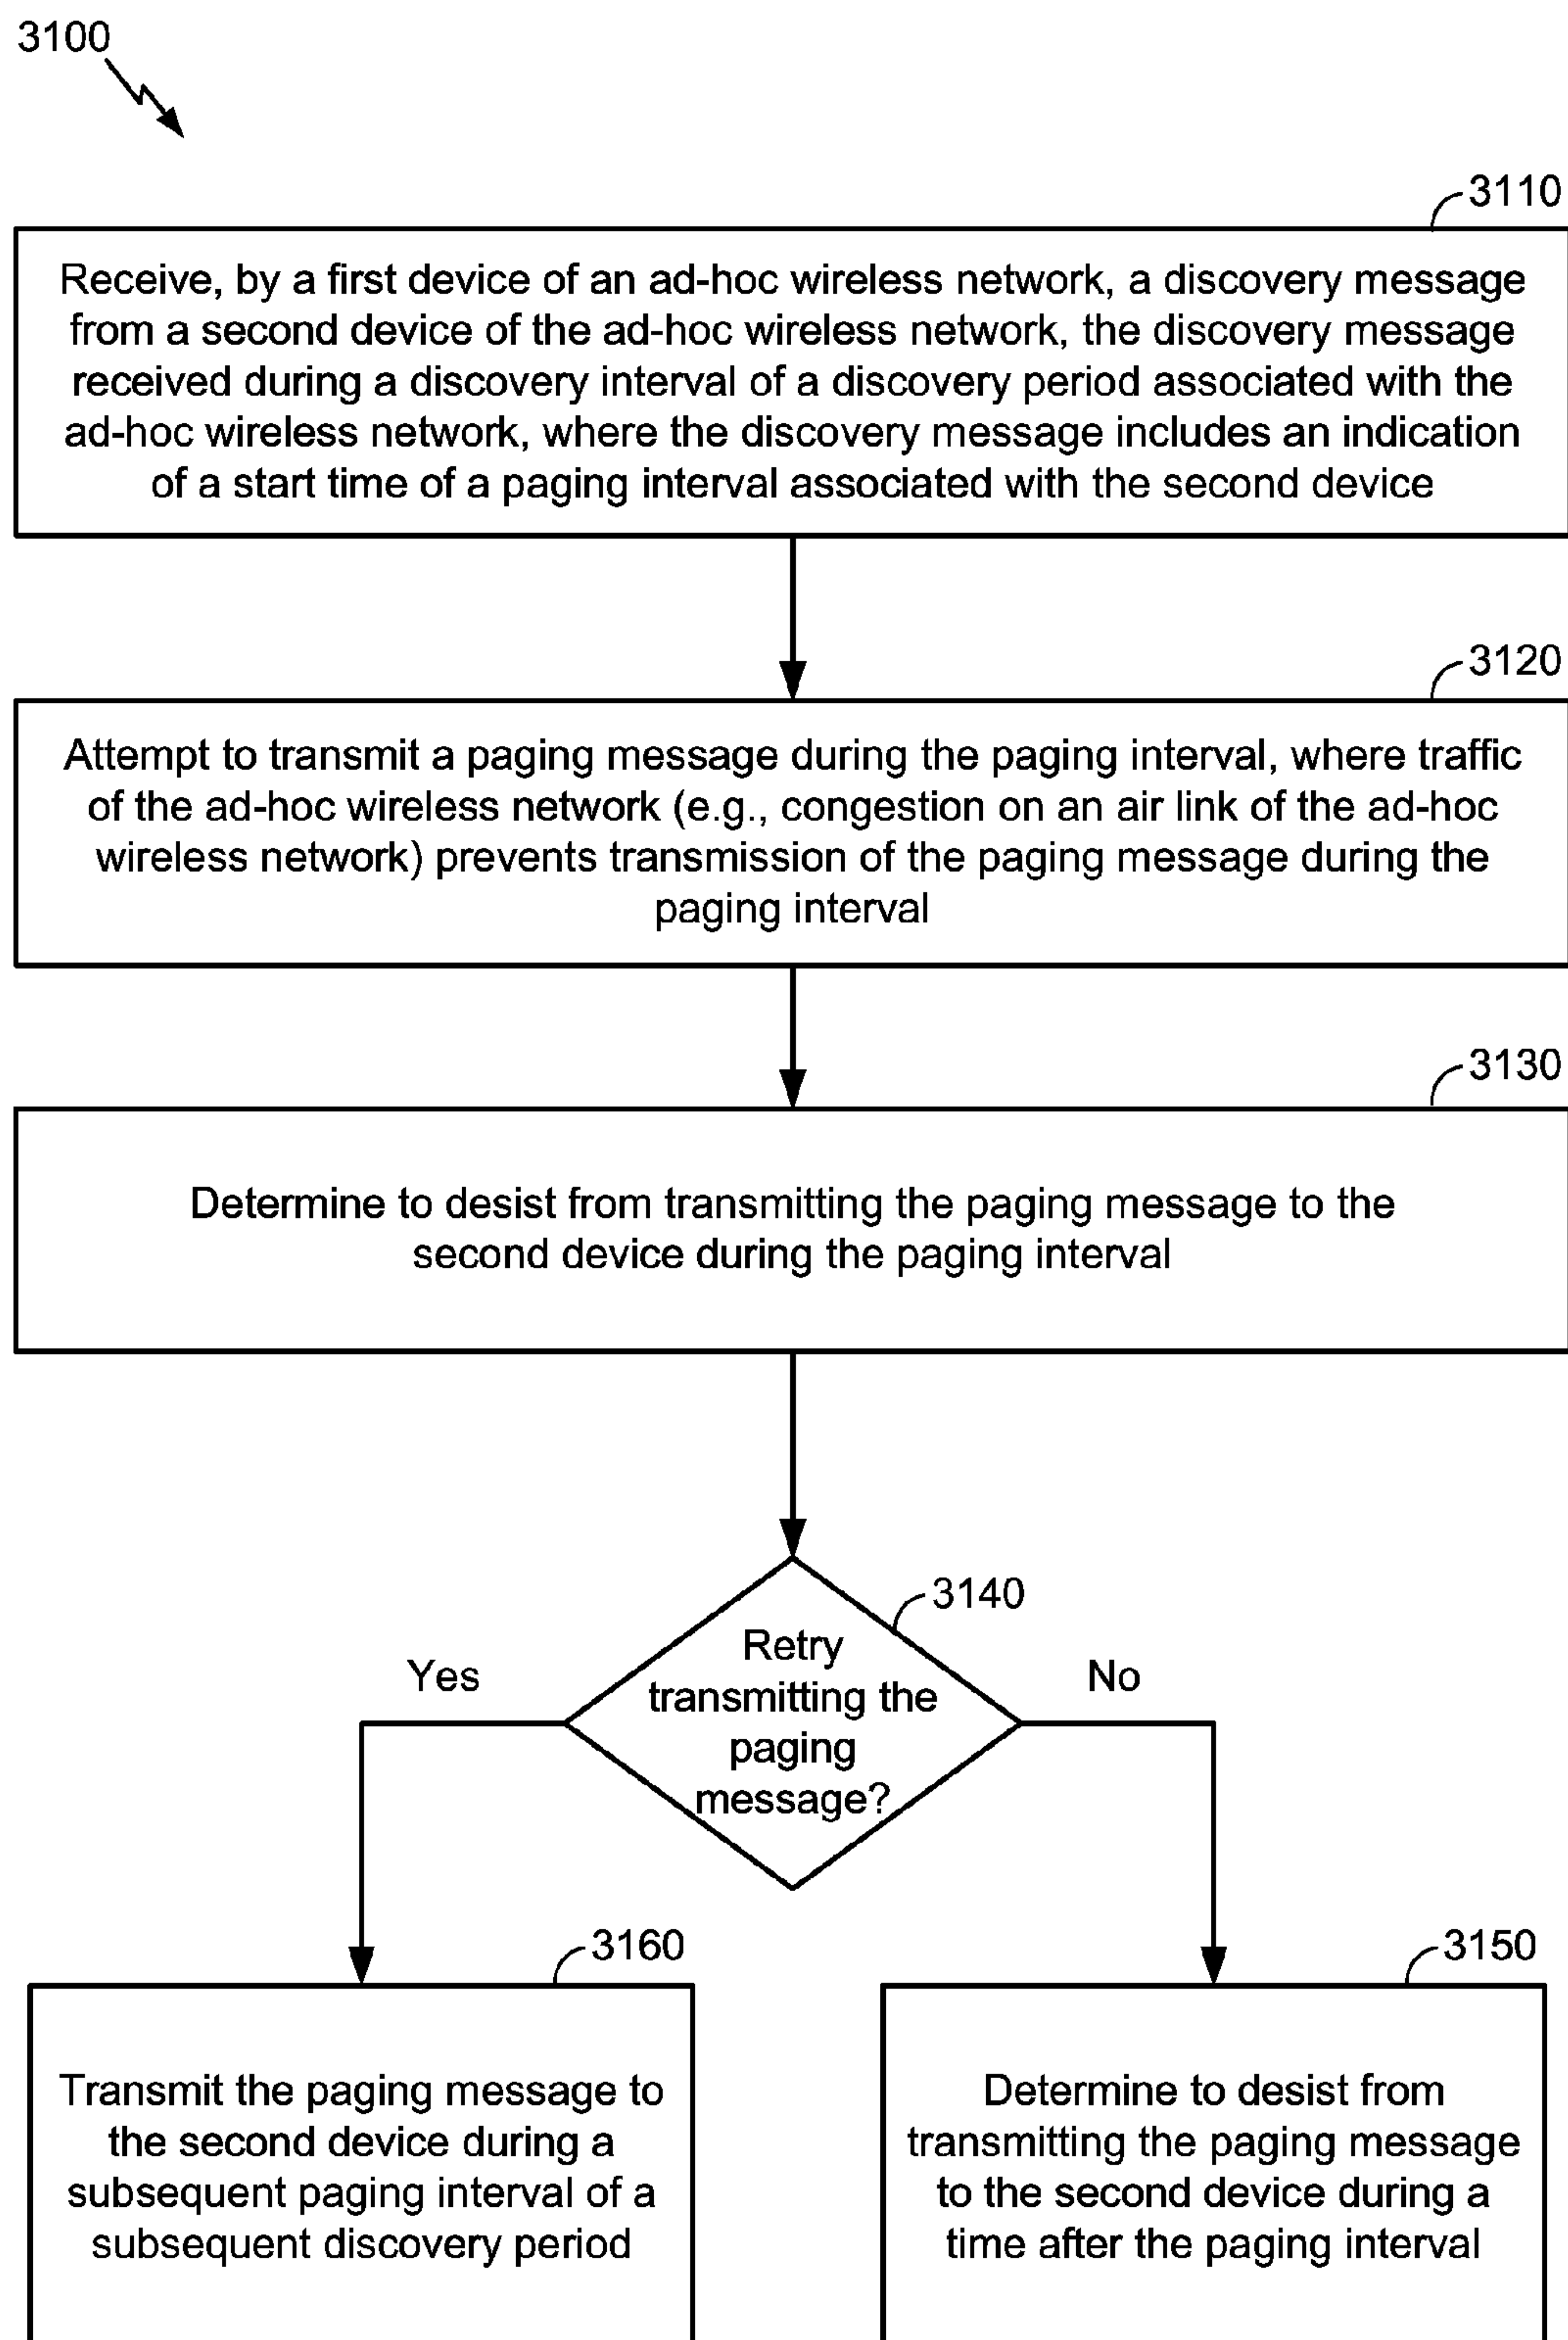 3100
3110
Receive, by a first device of an ad-hoc wireless network, a discovery message
from a second device of the ad-hoc wireless network, the discovery message
received during a discovery interval of a discovery period associated with the
ad-hoc wireless network, where the discovery message includes an indication
of a start time of a paging interval associated with the second device
3120
Attempt to transmit a paging message during the paging interval, where traffic
of the ad-hoc wireless network (e.g., congestion on an air link of the ad-hoc
wireless network) prevents transmission of the paging message during the
paging interval
3130
Determine to desist from transmitting the paging message to the
second device during the paging interval
3140
Retry
transmitting the
paging
message?
Yes
No
3160
Transmit the paging message to
the second device during a
subsequent paging interval of a
subsequent discovery period
3150
Determine to desist from
transmitting the paging message
to the second device during a
time after the paging interval